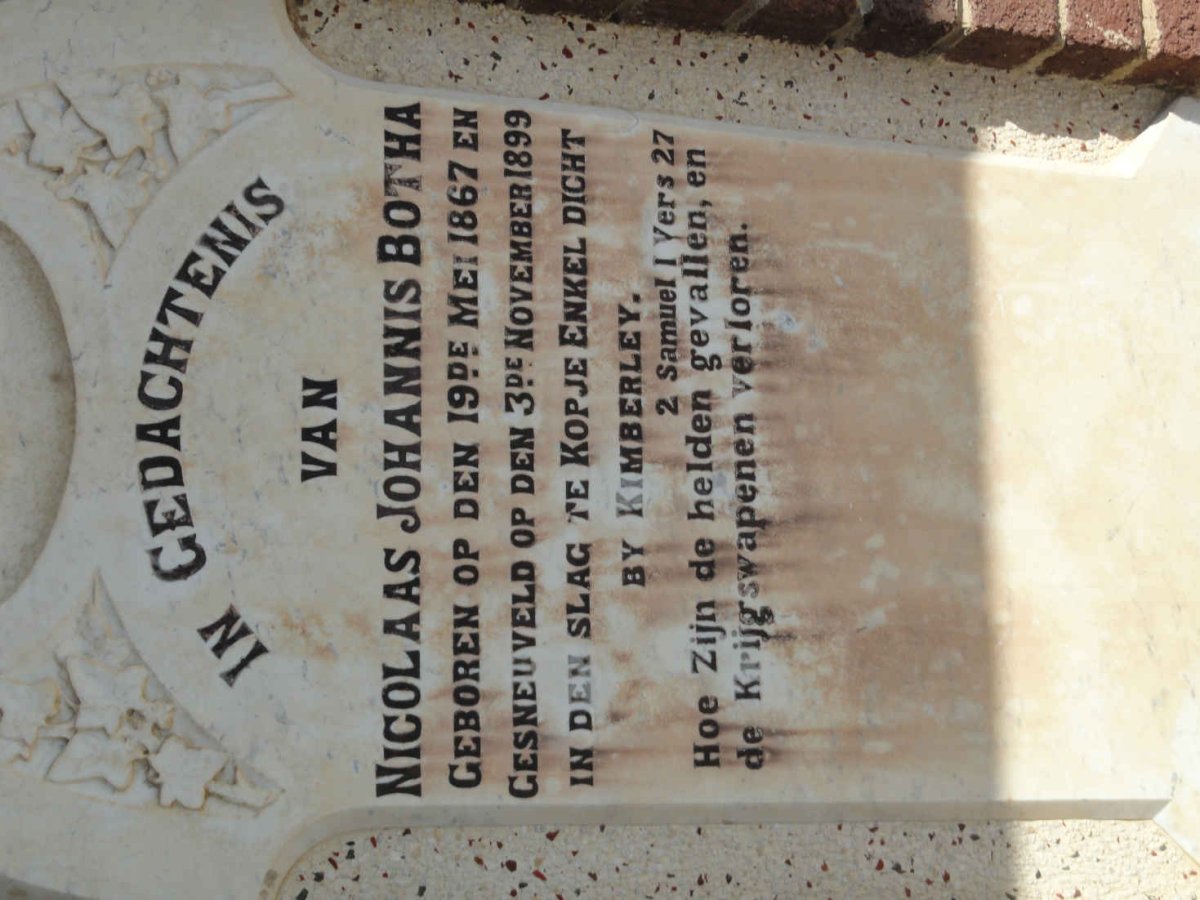 IN GEDACHTENIS
VAN
NICOLAAS JOHANNIS BOTHA
GEBOREN OP DEN 19DE MEI 1867 EN
GESNEUVELD OP DEN 3DE NOVEMBER 1899
IN DEN SLAG TE KOPJE ENKEL DICHT
BY KIMBERLEY.
2 Samuel I Vers 27
Hoe Zijn de helden gevallen, en
de Krijgswapenen verloren.